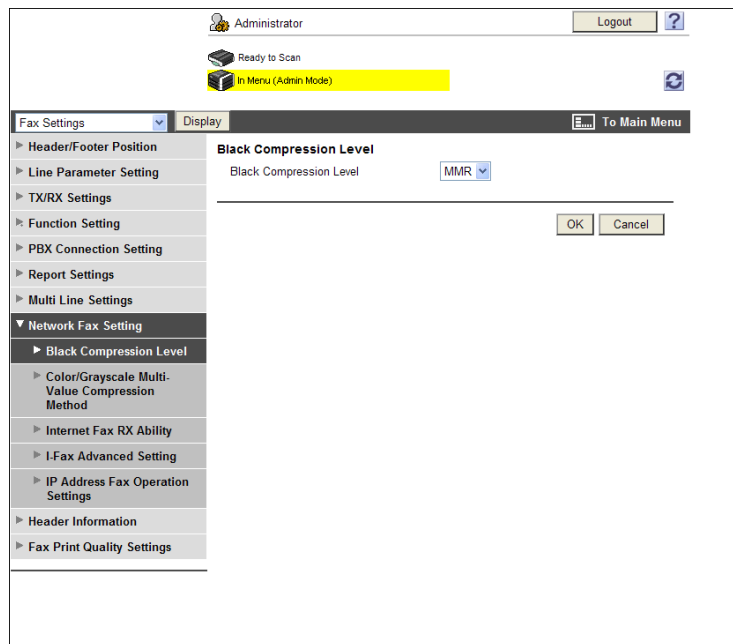 Administrator
Logout
?
Ready to Scan
In Menu (Admin Mode)
Fax Settings
Display
To Main Menu
Header/Footer Position
Line Parameter Setting
TX/RX Settings
Function Setting
PBX Connection Setting
Report Settings
Multi Line Settings
Network Fax Setting
Black Compression Level
Color/Grayscale Multi-
Value Compression
Method
Internet Fax RX Ability
I-Fax Advanced Setting
IP Address Fax Operation
Settings
Header Information
Fax Print Quality Settings
Black Compression Level
Black Compression Level
MMR
OK
Cancel